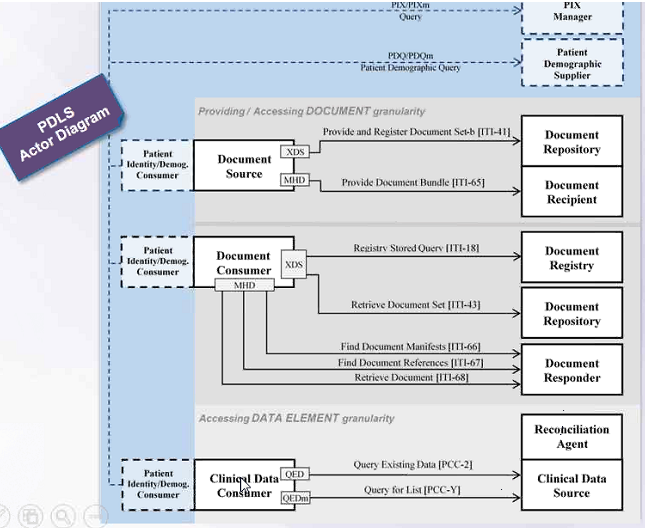 PIX/PIXm
Query
PIX
Manager
PDQ/PDQm
Patient Demographic Query
Patient
Demographic
Supplier
PDLS
Actor Diagram
Providing / Accessing DOCUMENT granularity
Patient
Identity/Demog.
Consumer
Document
Source
XDS
MHD
Provide and Register Document Set-b [ITI-41]
Provide Document Bundle [ITI-65]
Document
Repository
Document
Recipient
Patient
Identity/Demog.
Consumer
Document
Consumer
XDS
MHD
Registry Stored Query [ITI-18]
Retrieve Document Set [ITI-43]
Find Document Manifests [ITI-66]
Find Document References [ITI-67]
Retrieve Document [ITI-68]
Document
Registry
Document
Repository
Document
Responder
Accessing DATA ELEMENT granularity
Patient
Identity/Demog.
Consumer
Clinical Data
Consumer
QED
QEDm
Query Existing Data [PCC-2]
Query for List [PCC-Y]
Reconciliation
Agent
Clinical Data
Source